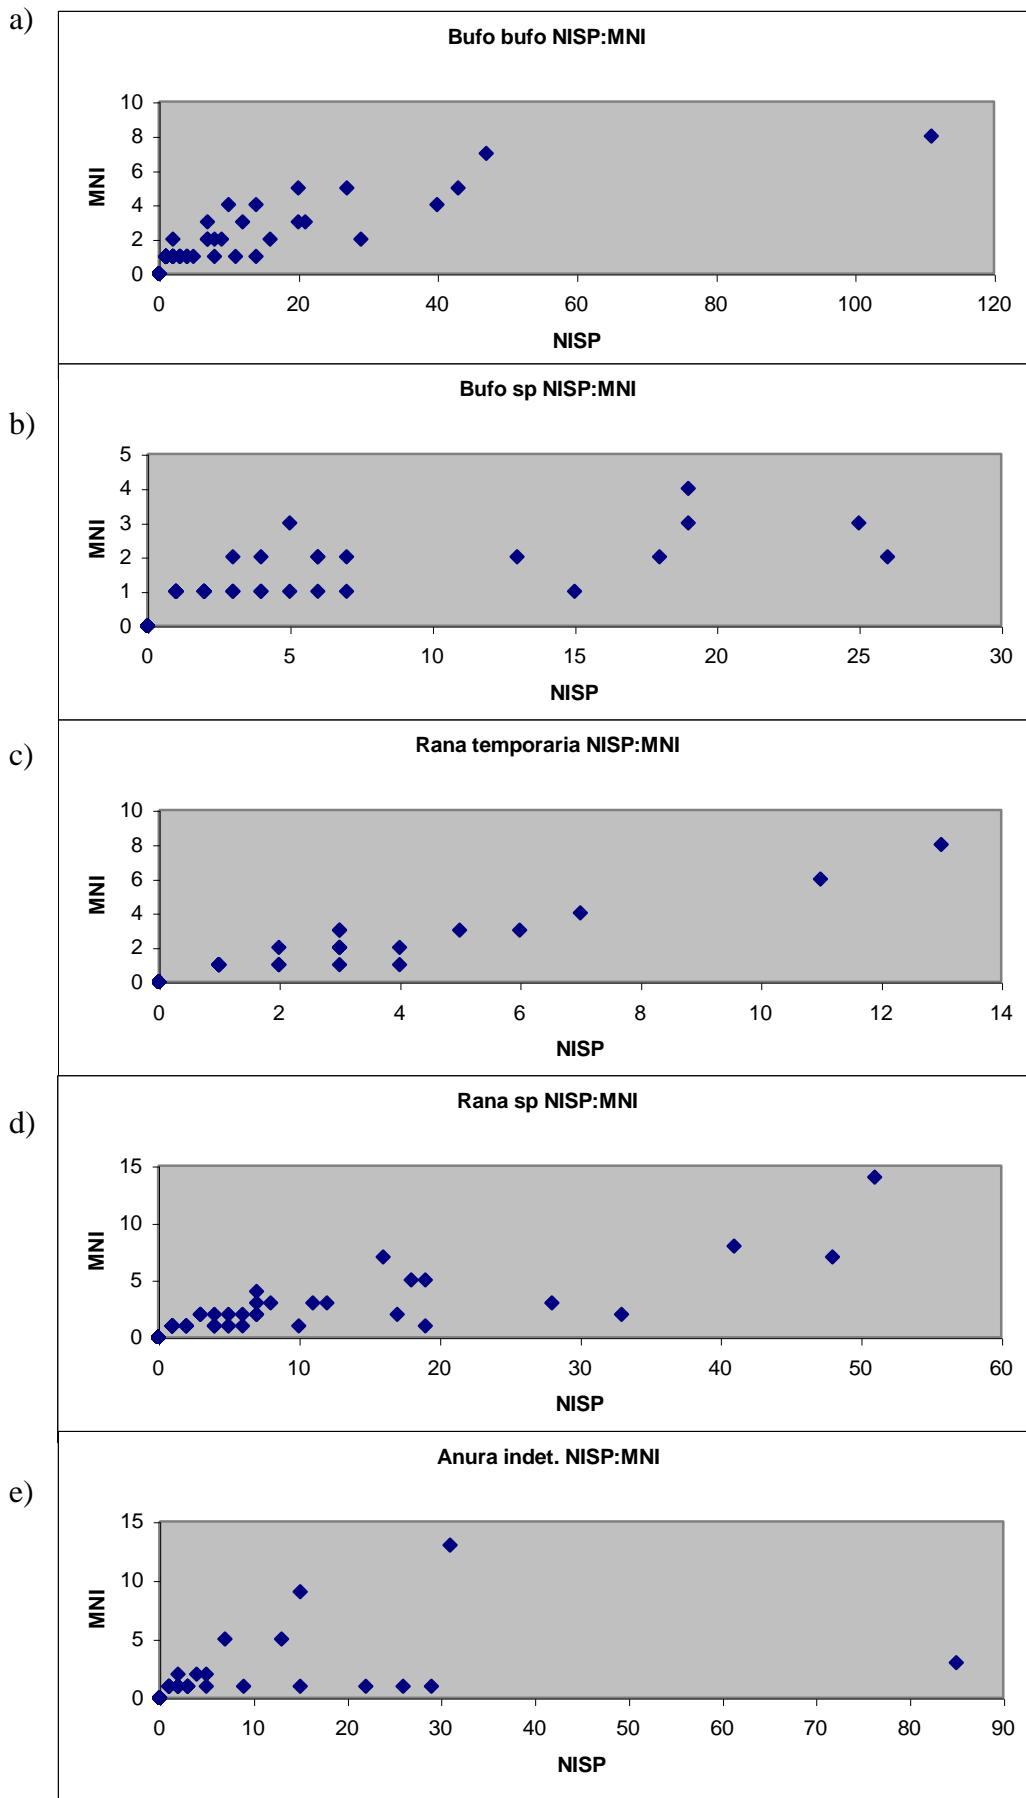 a)
Bufo bufo NISP:MNI
10
8
6
4
2
0
MNI
0 20 40 60 80 100 120
NISP
b)
Bufo sp NISP:MNI
5
4
3
2
1
0
MNI
0 5 10 15 20 25 30
NISP
c)
Rana temporaria NISP:MNI
10
8
6
4
2
0
MNI
0 2 4 6 8 10 12 14
NISP
d)
Rana sp NISP:MNI
15
10
5
0
MNI
0 10 20 30 40 50 60
NISP
e)
Anura indet. NISP:MNI
15
10
5
0
MNI
0 10 20 30 40 50 60 70 80 90
NISP